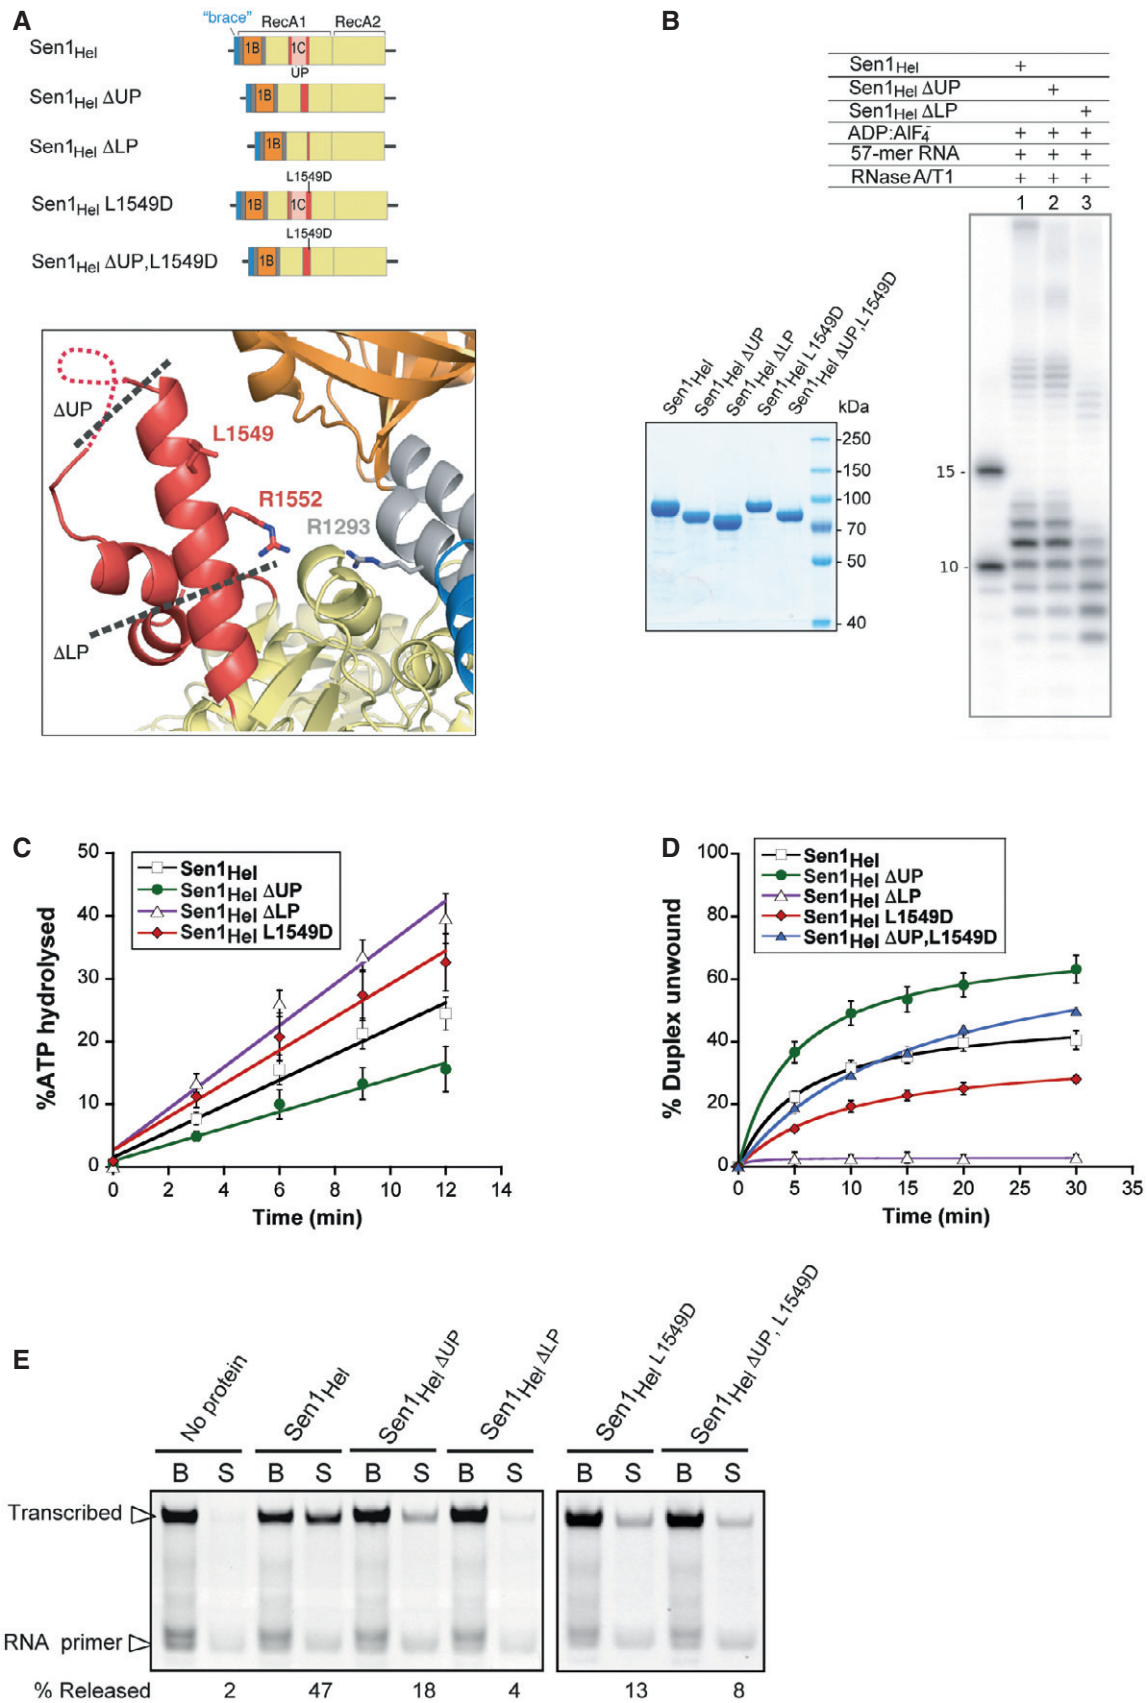 A
"brace" RecA1 RecA2
Sen1Hel 1B 1C
UP
Sen1Hel ΔUP 1B
Sen1Hel ΔLP 1B
L1549D
Sen1Hel L1549D 1B 1C
L1549D
Sen1Hel ΔUP,L1549D 1B
ΔUP
L1549
R1552
R1293
ΔLP
B
Sen1Hel +
Sen1Hel ΔUP +
Sen1Hel ΔLP +
ADP:AlF4- + + +
57-mer RNA + + +
RNase A/T1 + + +
1 2 3
15 -
10 -
Sen1Hel
Sen1Hel ΔUP
Sen1Hel ΔLP
Sen1Hel L1549D
Sen1Hel ΔUP,L1549D
kDa
-250
-150
-100
-70
-50
-40
C
50
40
30
20
10
0
%ATP hydrolysed
Sen1Hel
Sen1Hel ΔUP
Sen1Hel ΔLP
Sen1Hel L1549D
0 2 4 6 8 10 12 14
Time (min)
D
100
80
60
40
20
0
% Duplex unwound
Sen1Hel
Sen1Hel ΔUP
Sen1Hel ΔLP
Sen1Hel L1549D
Sen1Hel ΔUP,L1549D
0 5 10 15 20 25 30 35
Time (min)
E
No protein
Sen1Hel
Sen1Hel ΔUP
Sen1Hel ΔLP
Sen1Hel L1549D
Sen1Hel ΔUP, L1549D
B S B S B S B S B S B S
Transcribed
RNA primer
% Released 2 47 18 4 13 8